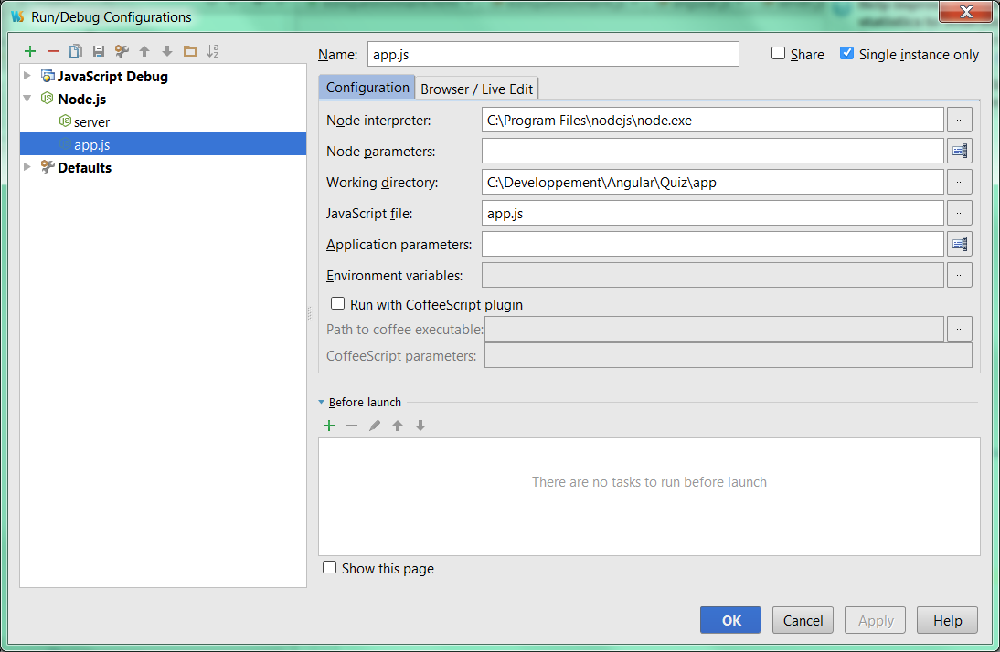 Run/Debug Configurations
Name: app.js
Share
Single instance only
JavaScript Debug
Node.js
server
app.js
Defaults
Configuration
Browser / Live Edit
Node interpreter: C:\Program Files\nodejs\node.exe
Node parameters:
Working directory: C:\Developpement\Angular\Quiz\app
JavaScript file: app.js
Application parameters:
Environment variables:
Run with CoffeeScript plugin
Path to coffee executable:
CoffeeScript parameters:
Before launch
There are no tasks to run before launch
Show this page
OK
Cancel
Apply
Help